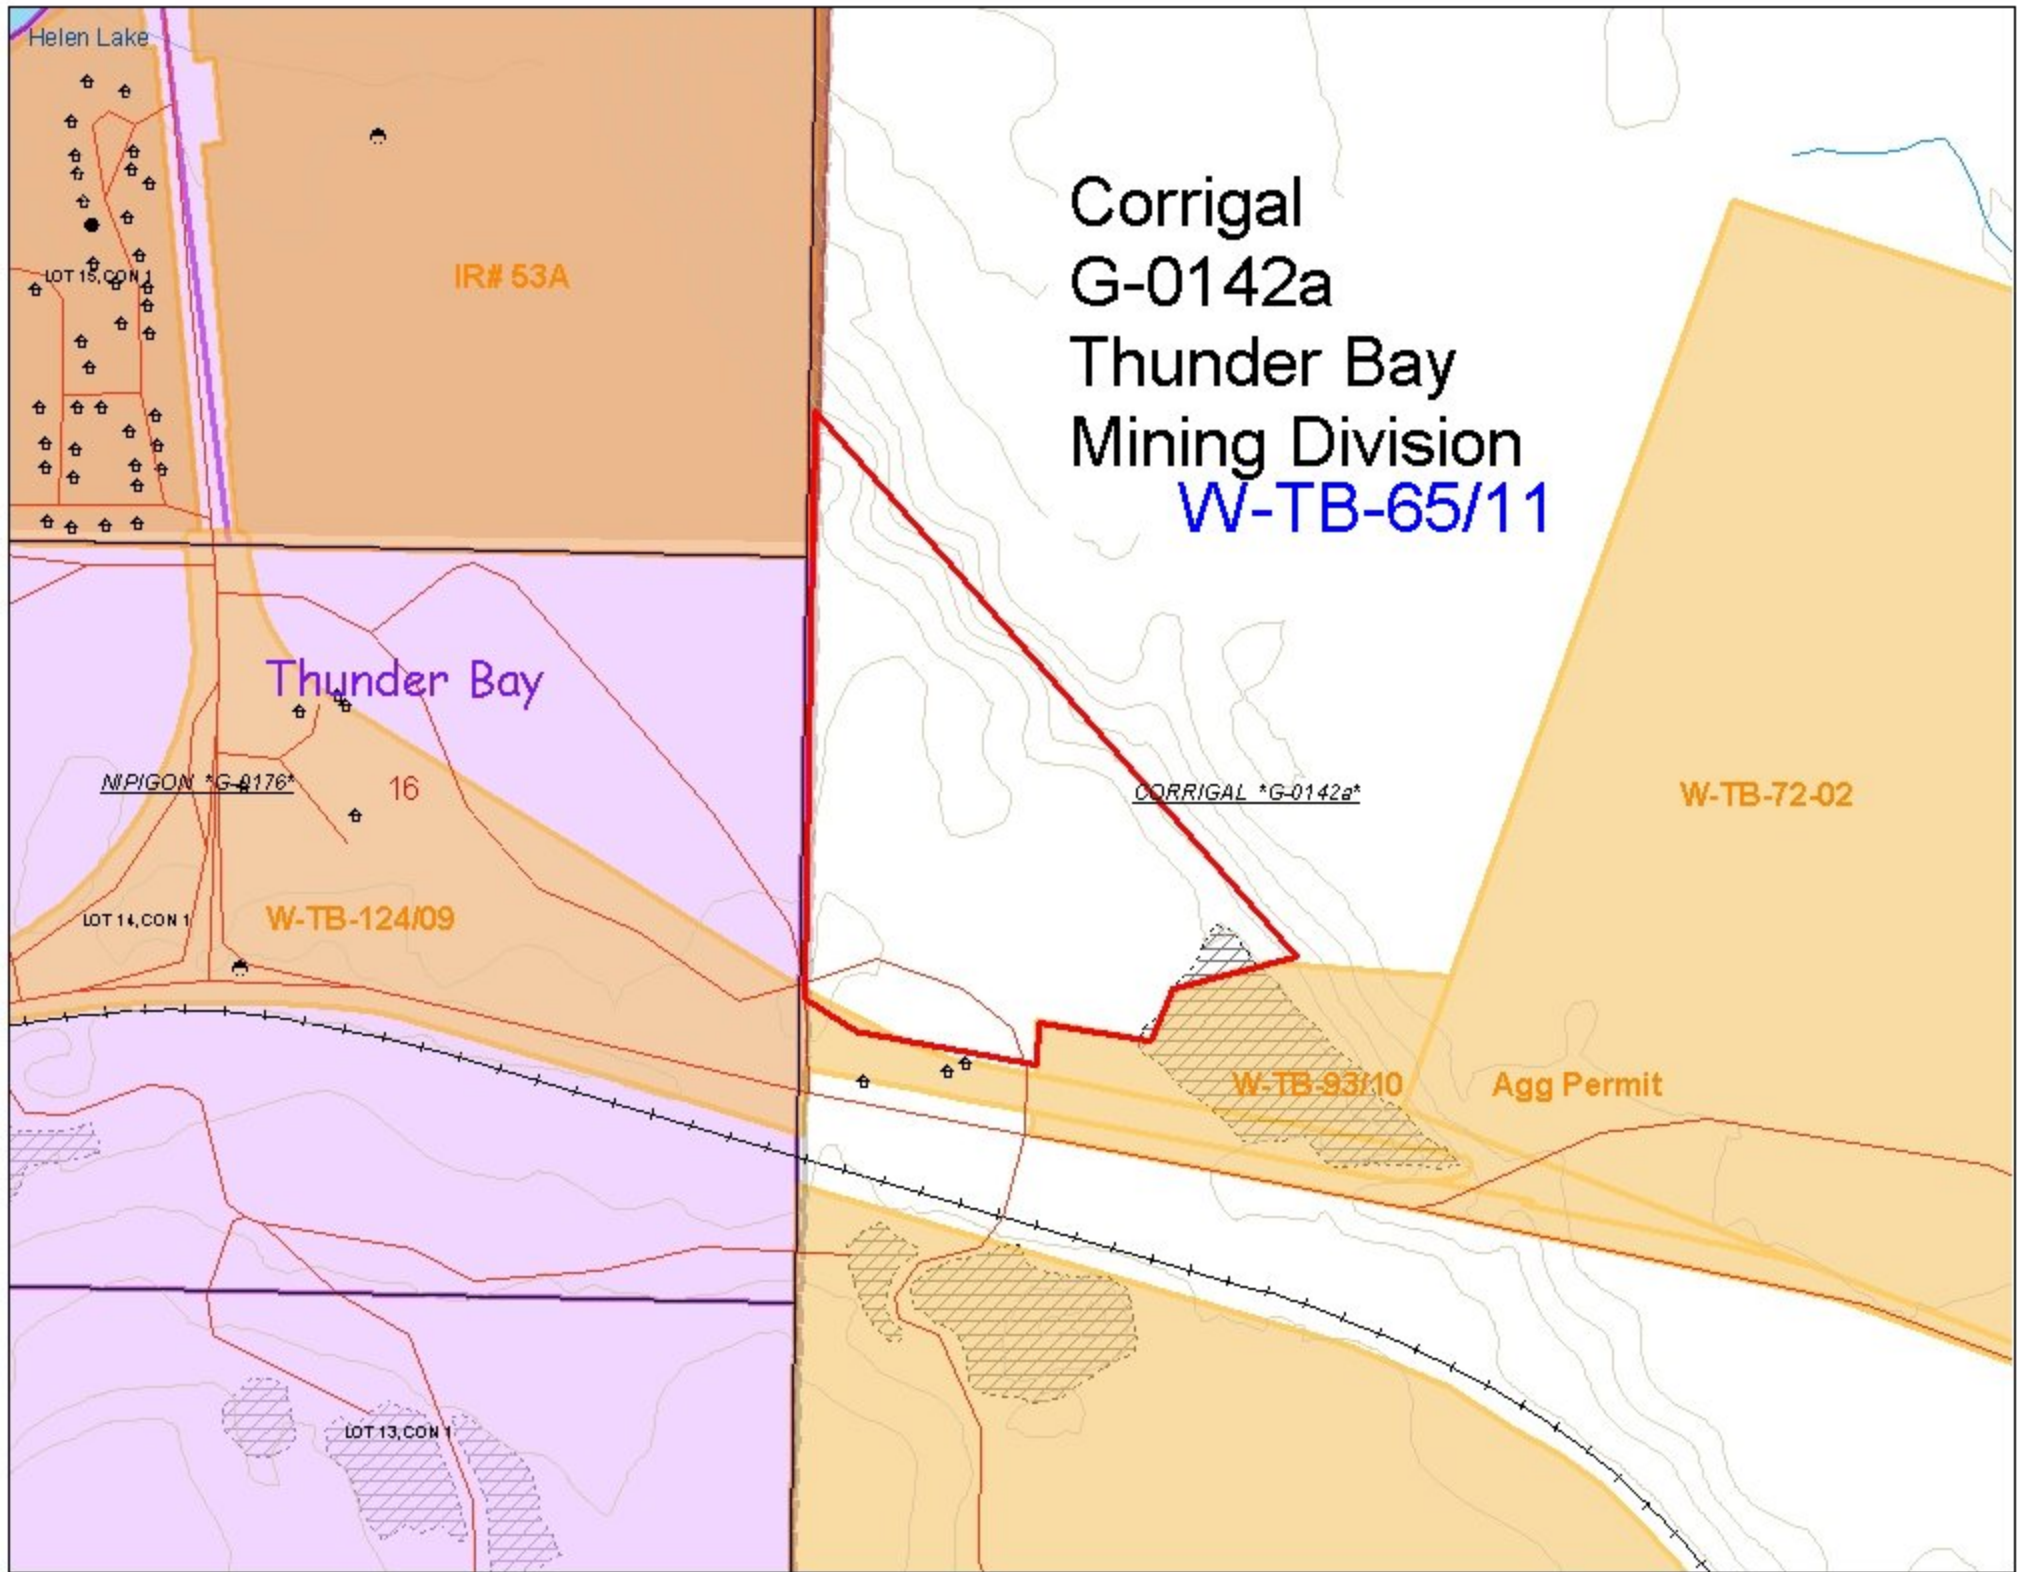 Helen Lake
Corrigal
G-0142a
Thunder Bay
Mining Division
W-TB-65/11
IR# 53A
LOT 15, CON 1
Thunder Bay
NIPIGON *G-0176*
16
CORRIGAL *G-0142a*
W-TB-72-02
LOT 14, CON 1
W-TB-124/09
W-TB-93/10
Agg Permit
LOT 13, CON 1